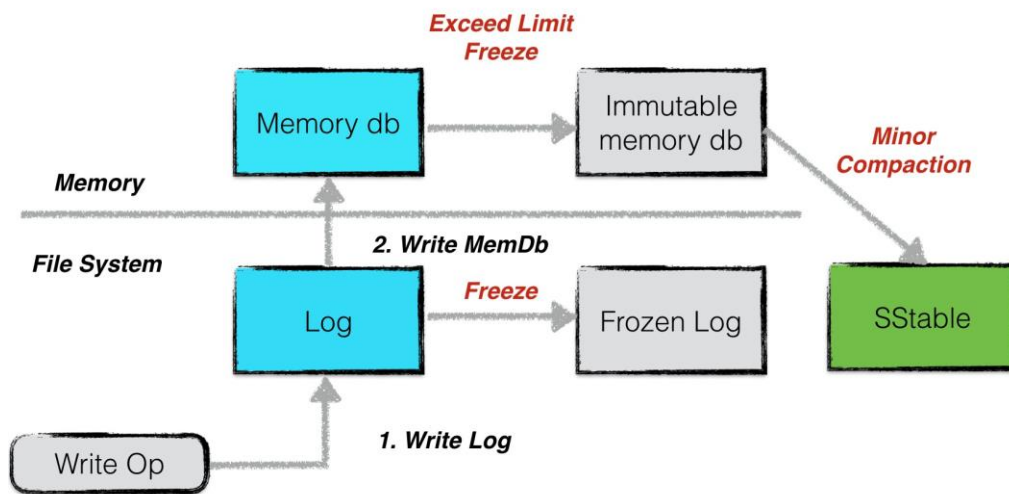 Exceed Limit
Freeze
Memory db
Immutable
memory db
Minor
Compaction
Memory
2. Write MemDb
File System
Freeze
Log
Frozen Log
SStable
1. Write Log
Write Op